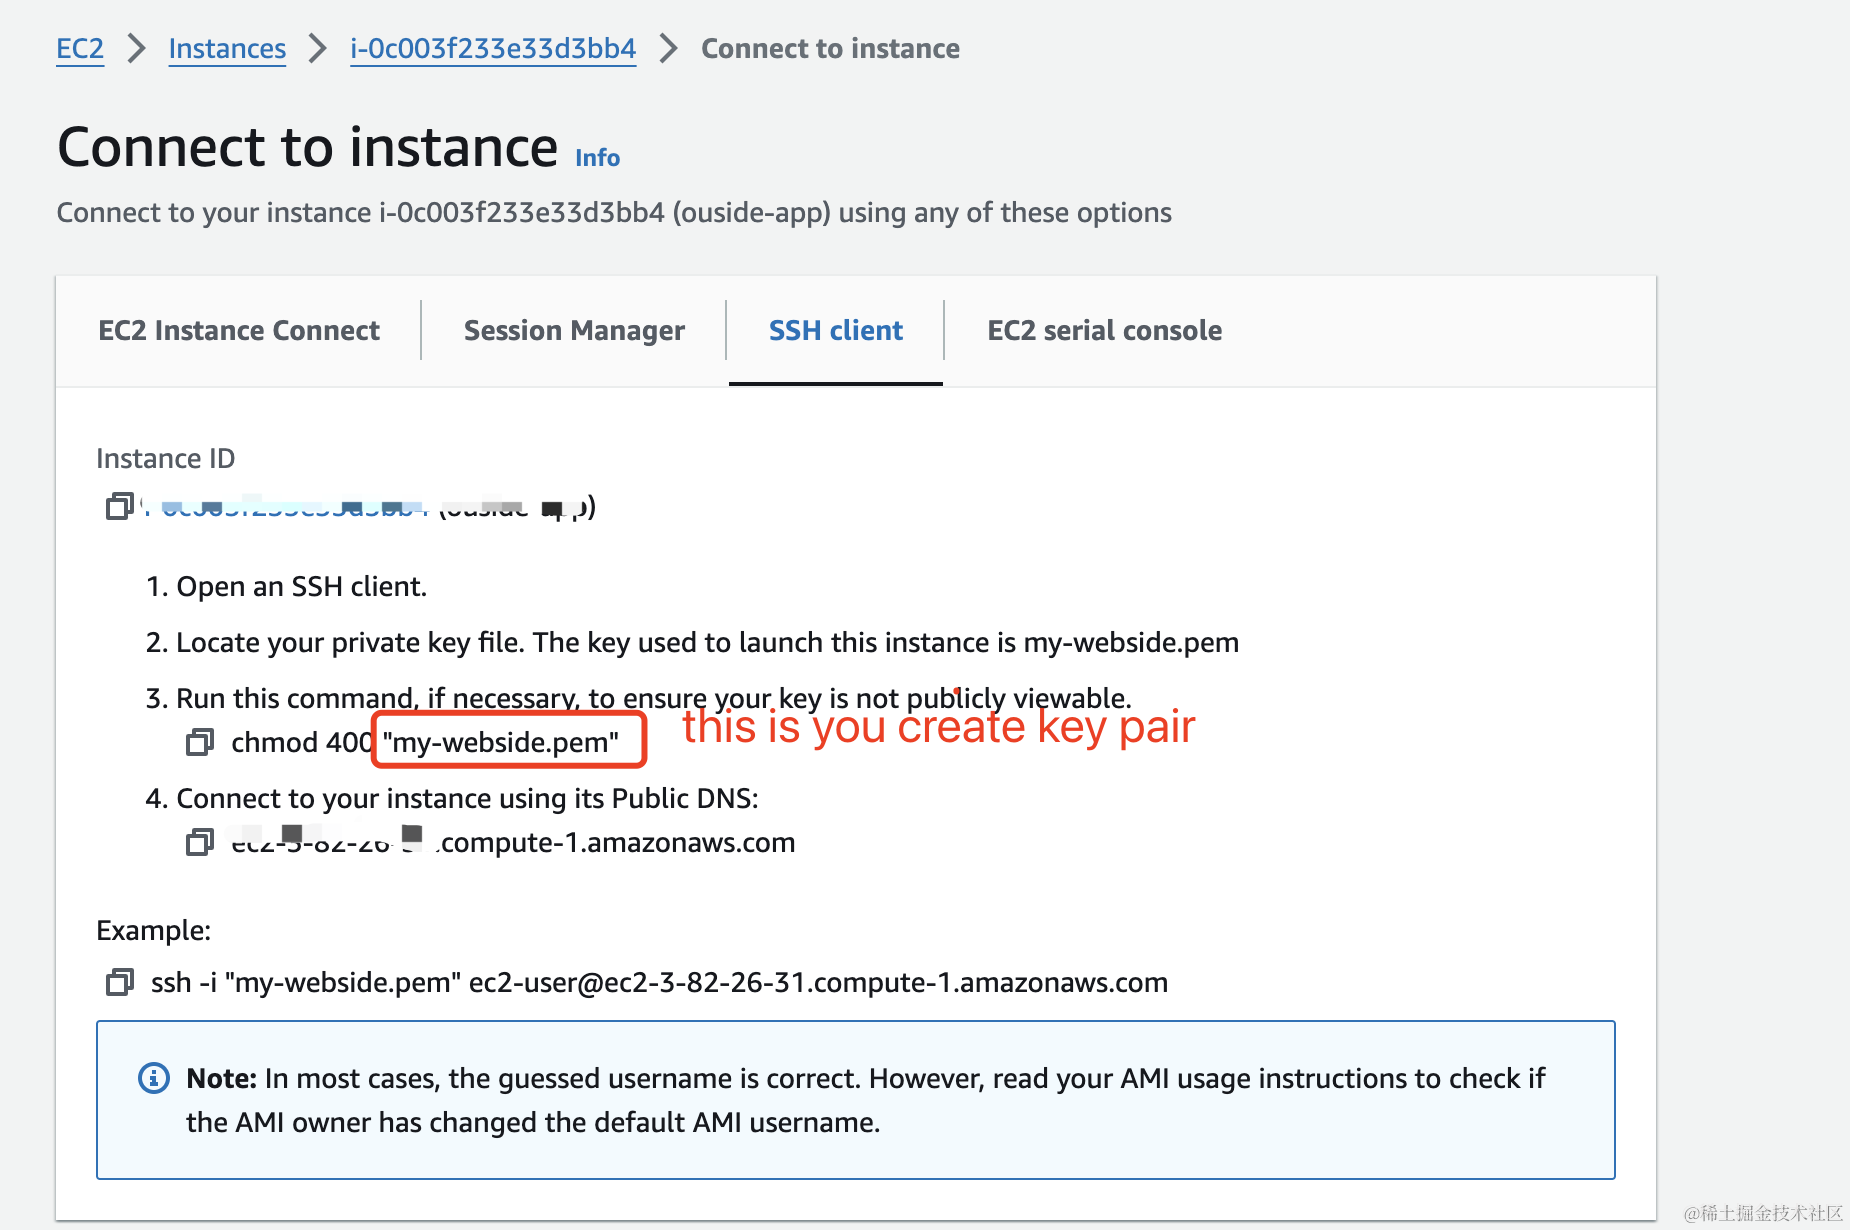 EC2 > Instances > i-0c003f233e33d3bb4 > Connect to instance
Connect to instance Info
Connect to your instance i-0c003f233e33d3bb4 (ouside-app) using any of these options
EC2 Instance Connect Session Manager SSH client EC2 serial console
Instance ID
1. Open an SSH client.
2. Locate your private key file. The key used to launch this instance is my-webside.pem
3. Run this command, if necessary, to ensure your key is not publicly viewable.
chmod 400 "my-webside.pem"
this is you create key pair
4. Connect to your instance using its Public DNS:
.compute-1.amazonaws.com
Example:
ssh -i "my-webside.pem" ec2-user@ec2-3-82-26-31.compute-1.amazonaws.com
Note: In most cases, the guessed username is correct. However, read your AMI usage instructions to check if
the AMI owner has changed the default AMI username.
@稀土掘金技术社区